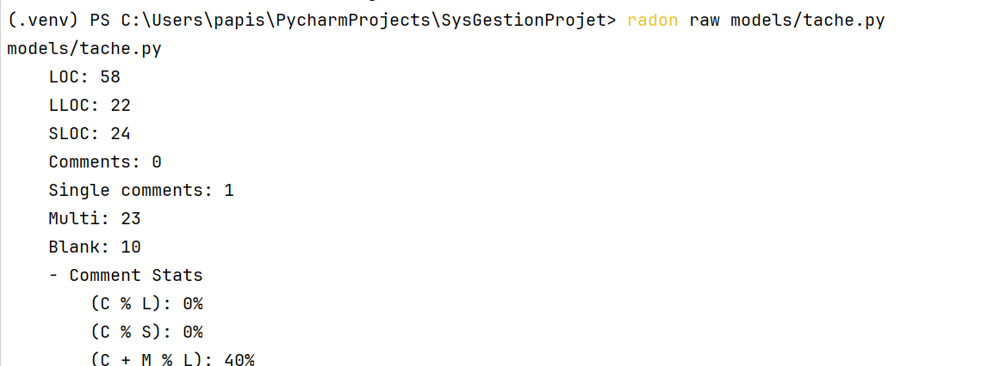 (.venv) PS C:\Users\papis\PycharmProjects\SysGestionProjet> radon raw models/tache.py
models/tache.py
    LOC: 58
    LLOC: 22
    SLOC: 24
    Comments: 0
    Single comments: 1
    Multi: 23
    Blank: 10
    - Comment Stats
        (C % L): 0%
        (C % S): 0%
        (C + M % L): 40%